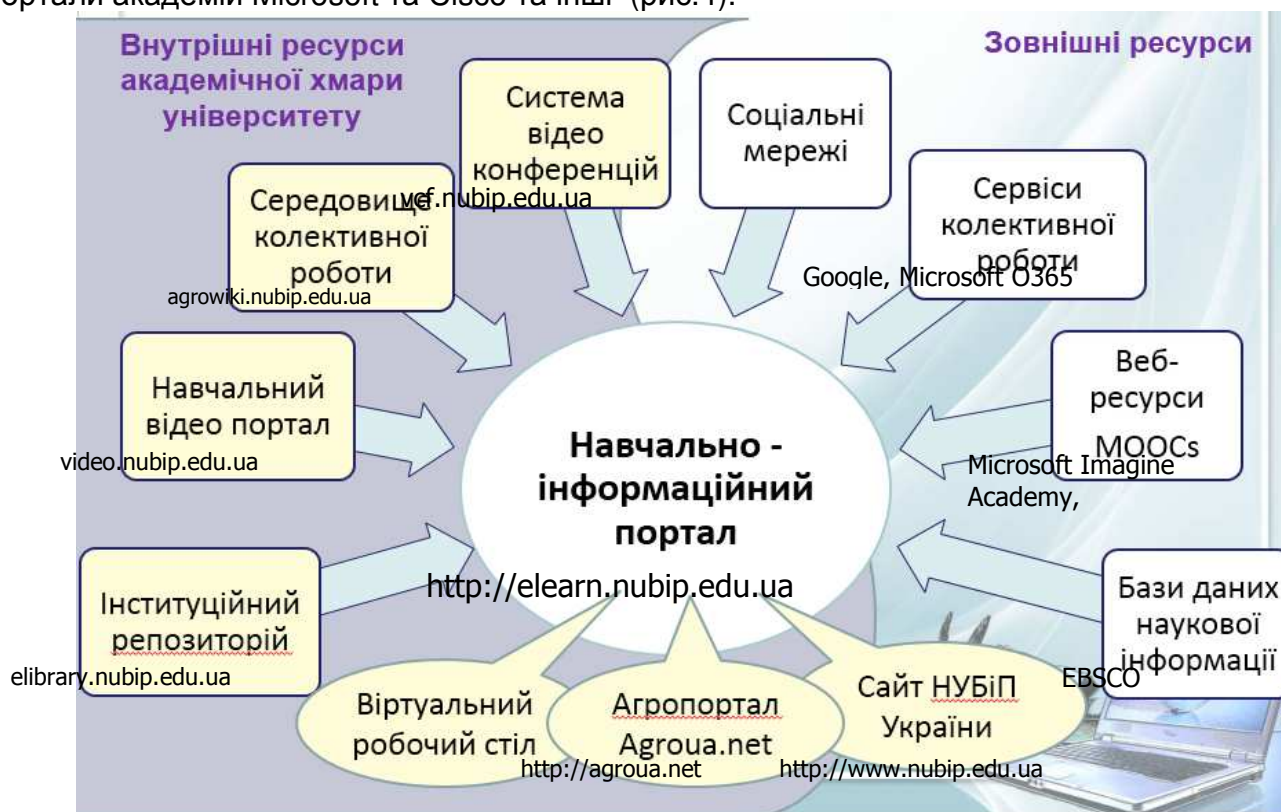 ортали академій Microsoft та Cisco та інші (рис.1).
Внутрішні ресурси
академічної хмари
університету
Зовнішні ресурси
Система
відео
конференцій
vcf.nubip.edu.ua
Соціальні
мережі
Середовище
колективної
роботи
agrowiki.nubip.edu.ua
Сервіси
колективної
роботи
Google, Microsoft O365
Навчальний
відео портал
video.nubip.edu.ua
Веб-
ресурси
MOOCs
Microsoft Imagine
Academy,
Навчально -
інформаційний
портал
http://elearn.nubip.edu.ua
Інституційний
репозиторій
elibrary.nubip.edu.ua
Бази даних
наукової
інформації
EBSCO
Віртуальний
робочий стіл
Агропортал
Agroua.net
http://agroua.net
Сайт НУБіП
України
http://www.nubip.edu.ua